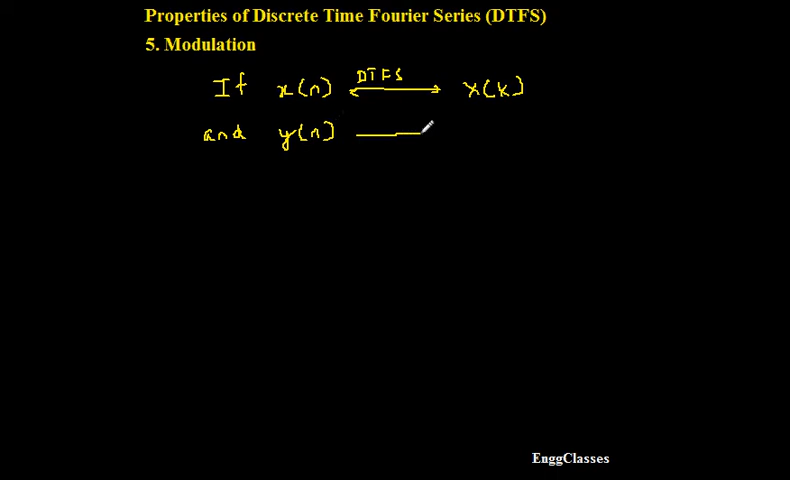 Properties of Discrete Time Fourier Series (DTFS)
5. Modulation
DTFS
If x(n) ⟷ X(k)
and y(n)
EnggClasses